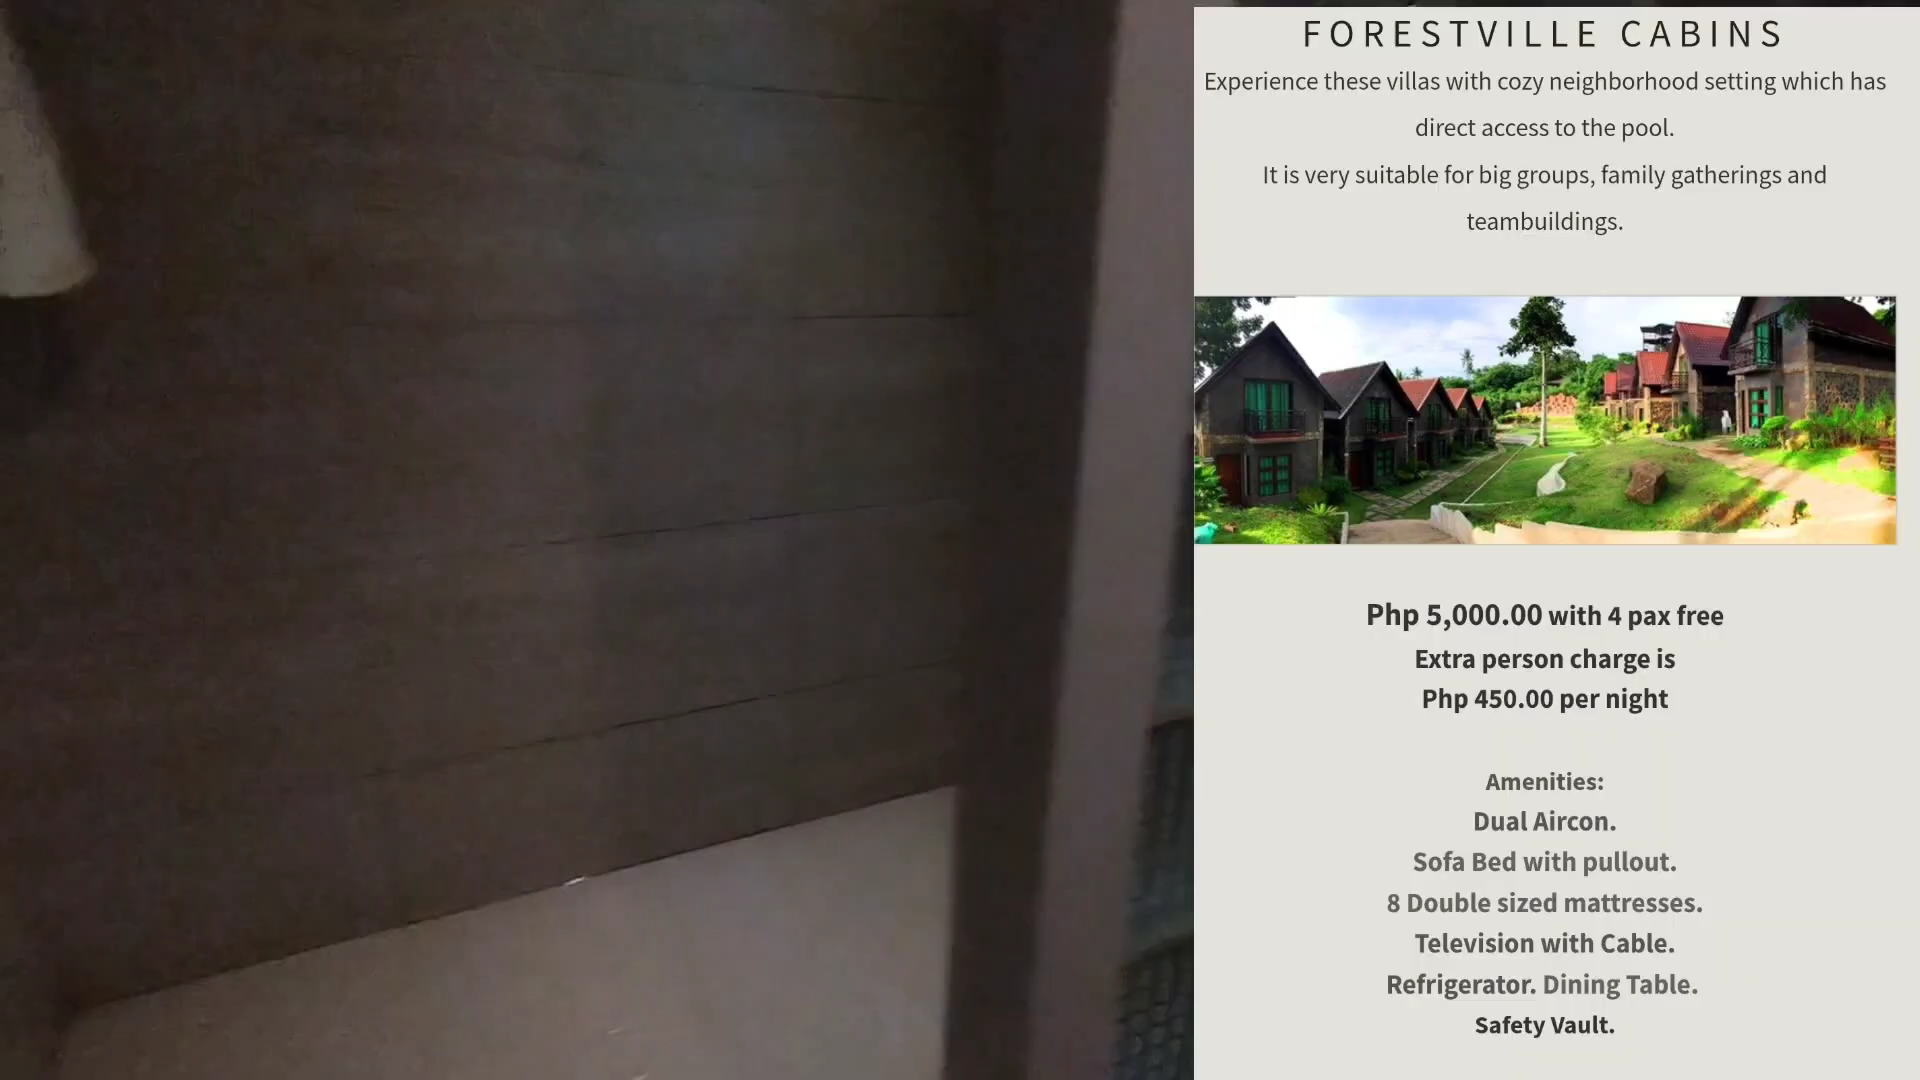 FORESTVILLE CABINS
Experience these villas with cozy neighborhood setting which has
direct access to the pool.
It is very suitable for big groups, family gatherings and
teambuildings.
Php 5,000.00 with 4 pax free
Extra person charge is
Php 450.00 per night
Amenities:
Dual Aircon.
Sofa Bed with pullout.
8 Double sized mattresses.
Television with Cable.
Refrigerator. Dining Table.
Safety Vault.